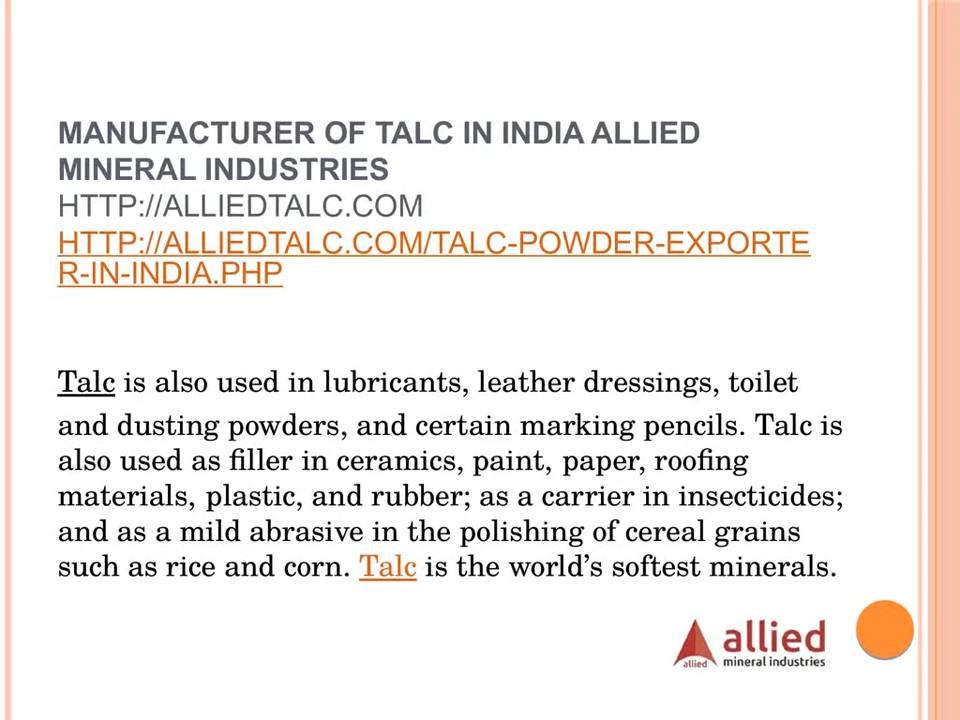 MANUFACTURER OF TALC IN INDIA ALLIED
MINERAL INDUSTRIES
HTTP://ALLIEDTALC.COM
HTTP://ALLIEDTALC.COM/TALC-POWDER-EXPORTE
R-IN-INDIA.PHP
Talc is also used in lubricants, leather dressings, toilet
and dusting powders, and certain marking pencils. Talc is
also used as filler in ceramics, paint, paper, roofing
materials, plastic, and rubber; as a carrier in insecticides;
and as a mild abrasive in the polishing of cereal grains
such as rice and corn. Talc is the world’s softest minerals.
allied
mineral industries
allied